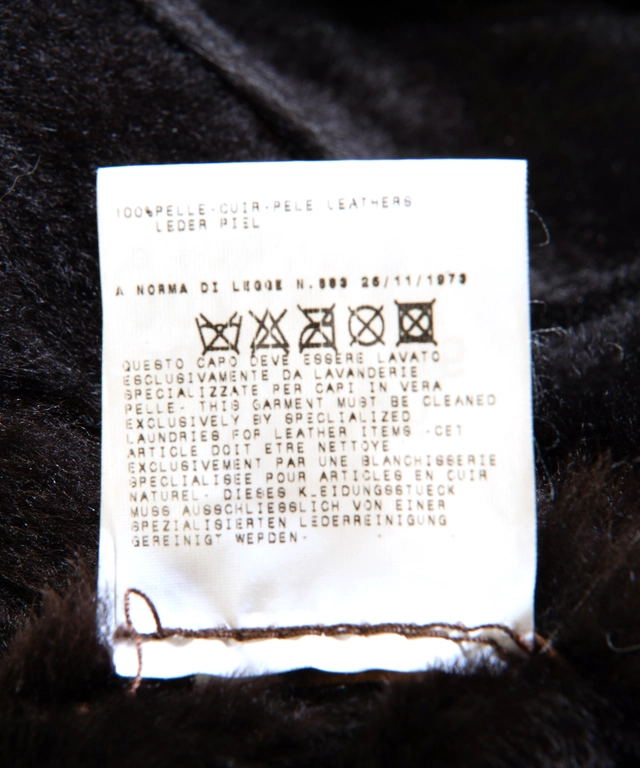 100%PELLE-CUIR-PELE LEATHERS
LEDER PIEL
A NORMA DI LEGGE N.883 26/11/1973
QUESTO CAPO DEVE ESSERE LAVATO
ESCLUSIVAMENTE DA LAVANDERIE
SPECIALIZZATE PER CAPI IN VERA
PELLE- THIS GARMENT MUST BE CLEANED
EXCLUSIVELY BY SPECLIALIZED
LAUNDRIES FOR LEATHER ITEMS -CET
ARTICLE DOIT ETRE NETTOYE
EXCLUSIVEMENT PAR UNE BLANCHISSERIE
SPECLIALISEE POUR ARTICLES EN CUIR
NATUREL- DIESES KLEIDUNGSSTUECK
MUSS AUSSCHLIESSLICH VON EINER
SPEZIALISIERTEN LEDERREINIGUNG
GEREINIGT WERDEN-